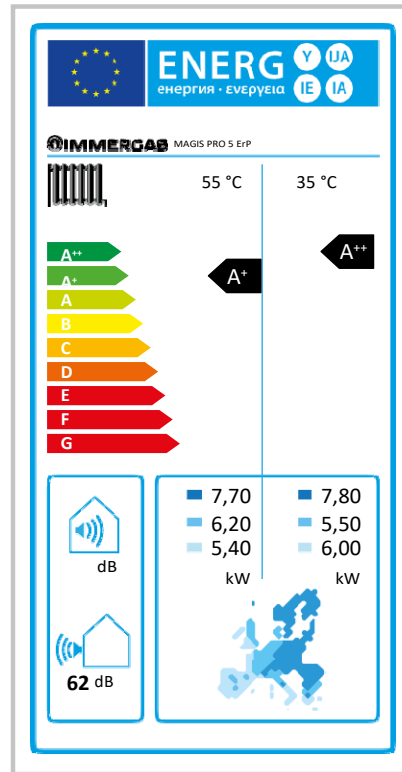 ENERG Y IJA
енергия · ενεργεια IE IA
IMMERGAS MAGIS PRO 5 ErP
55 °C 35 °C
A++
A+
A
B
C
D
E
F
G
A+
A++
dB
62 dB
7,70
6,20
5,40
kW
7,80
5,50
6,00
kW